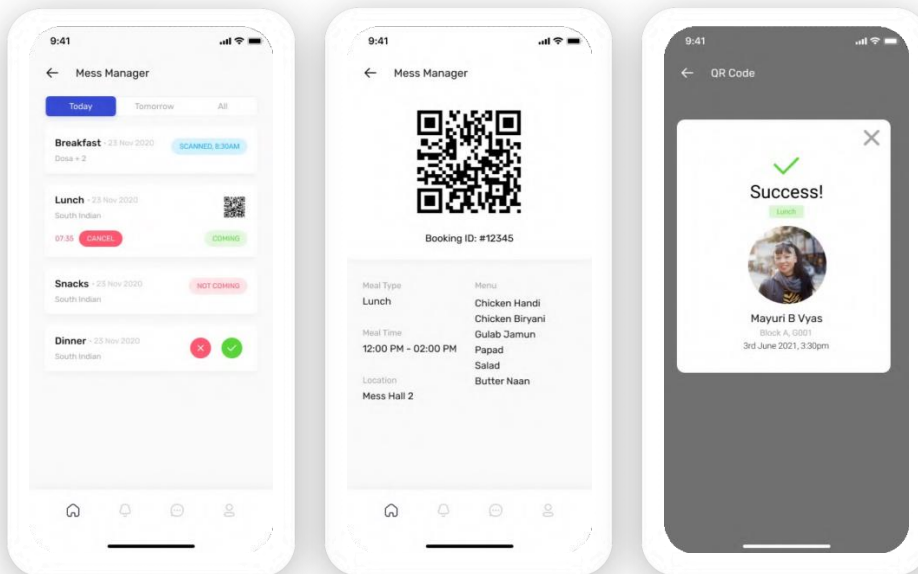 9:41
Mess Manager
Today Tomorrow All
Breakfast - 23 Nov 2020
SCANNED, 8:30AM
Dosa + 2
Lunch - 23 Nov 2020
South Indian
07:35 CANCEL COMING
Snacks - 23 Nov 2020
NOT COMING
South Indian
Dinner - 23 Nov 2020
South Indian
9:41
Mess Manager
Booking ID: #12345
Meal Type
Lunch
Meal Time
12:00 PM - 02:00 PM
Location
Mess Hall 2
Menu
Chicken Handi
Chicken Biryani
Gulab Jamun
Papad
Salad
Butter Naan
9:41
QR Code
Success!
Lunch
Mayuri B Vyas
Block A, G001
3rd June 2021, 3:30pm